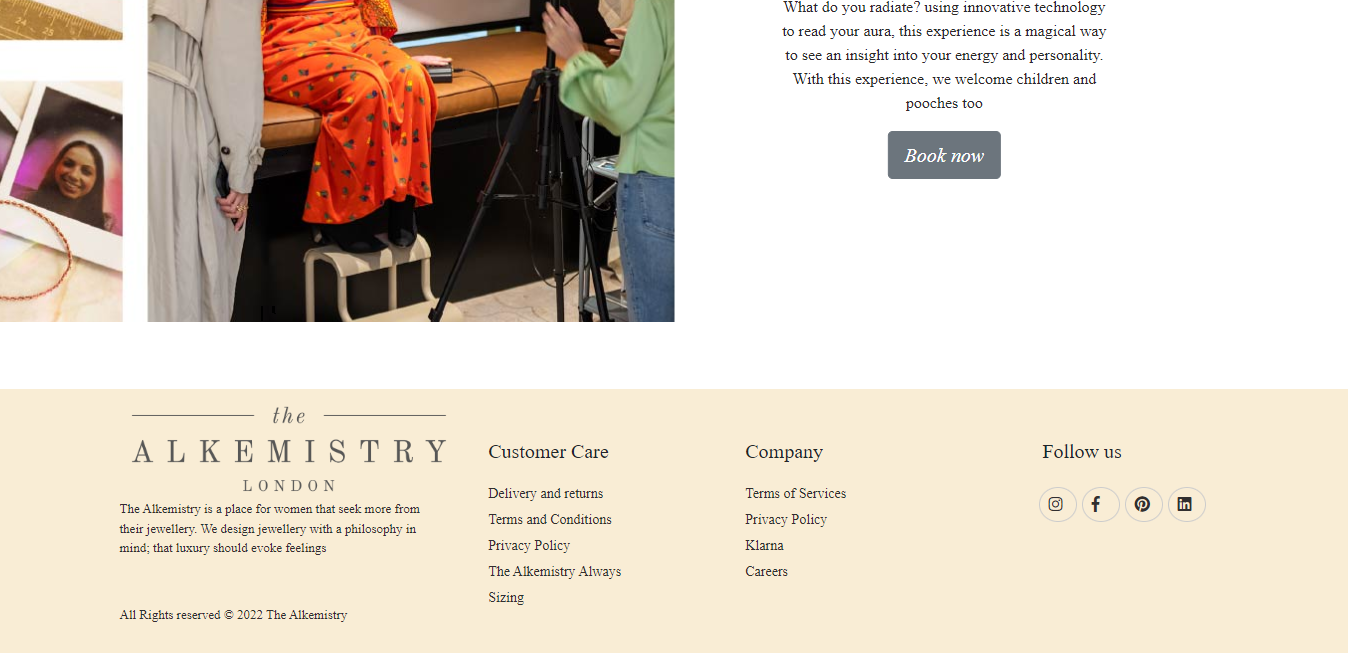 What do you radiate? using innovative technology
to read your aura, this experience is a magical way
to see an insight into your energy and personality.
With this experience, we welcome children and
pooches too
Book now
the
ALKEMISTRY
LONDON
The Alkemistry is a place for women that seek more from
their jewellery. We design jewellery with a philosophy in
mind; that luxury should evoke feelings
All Rights reserved © 2022 The Alkemistry
Customer Care
Delivery and returns
Terms and Conditions
Privacy Policy
The Alkemistry Always
Sizing
Company
Terms of Services
Privacy Policy
Klarna
Careers
Follow us